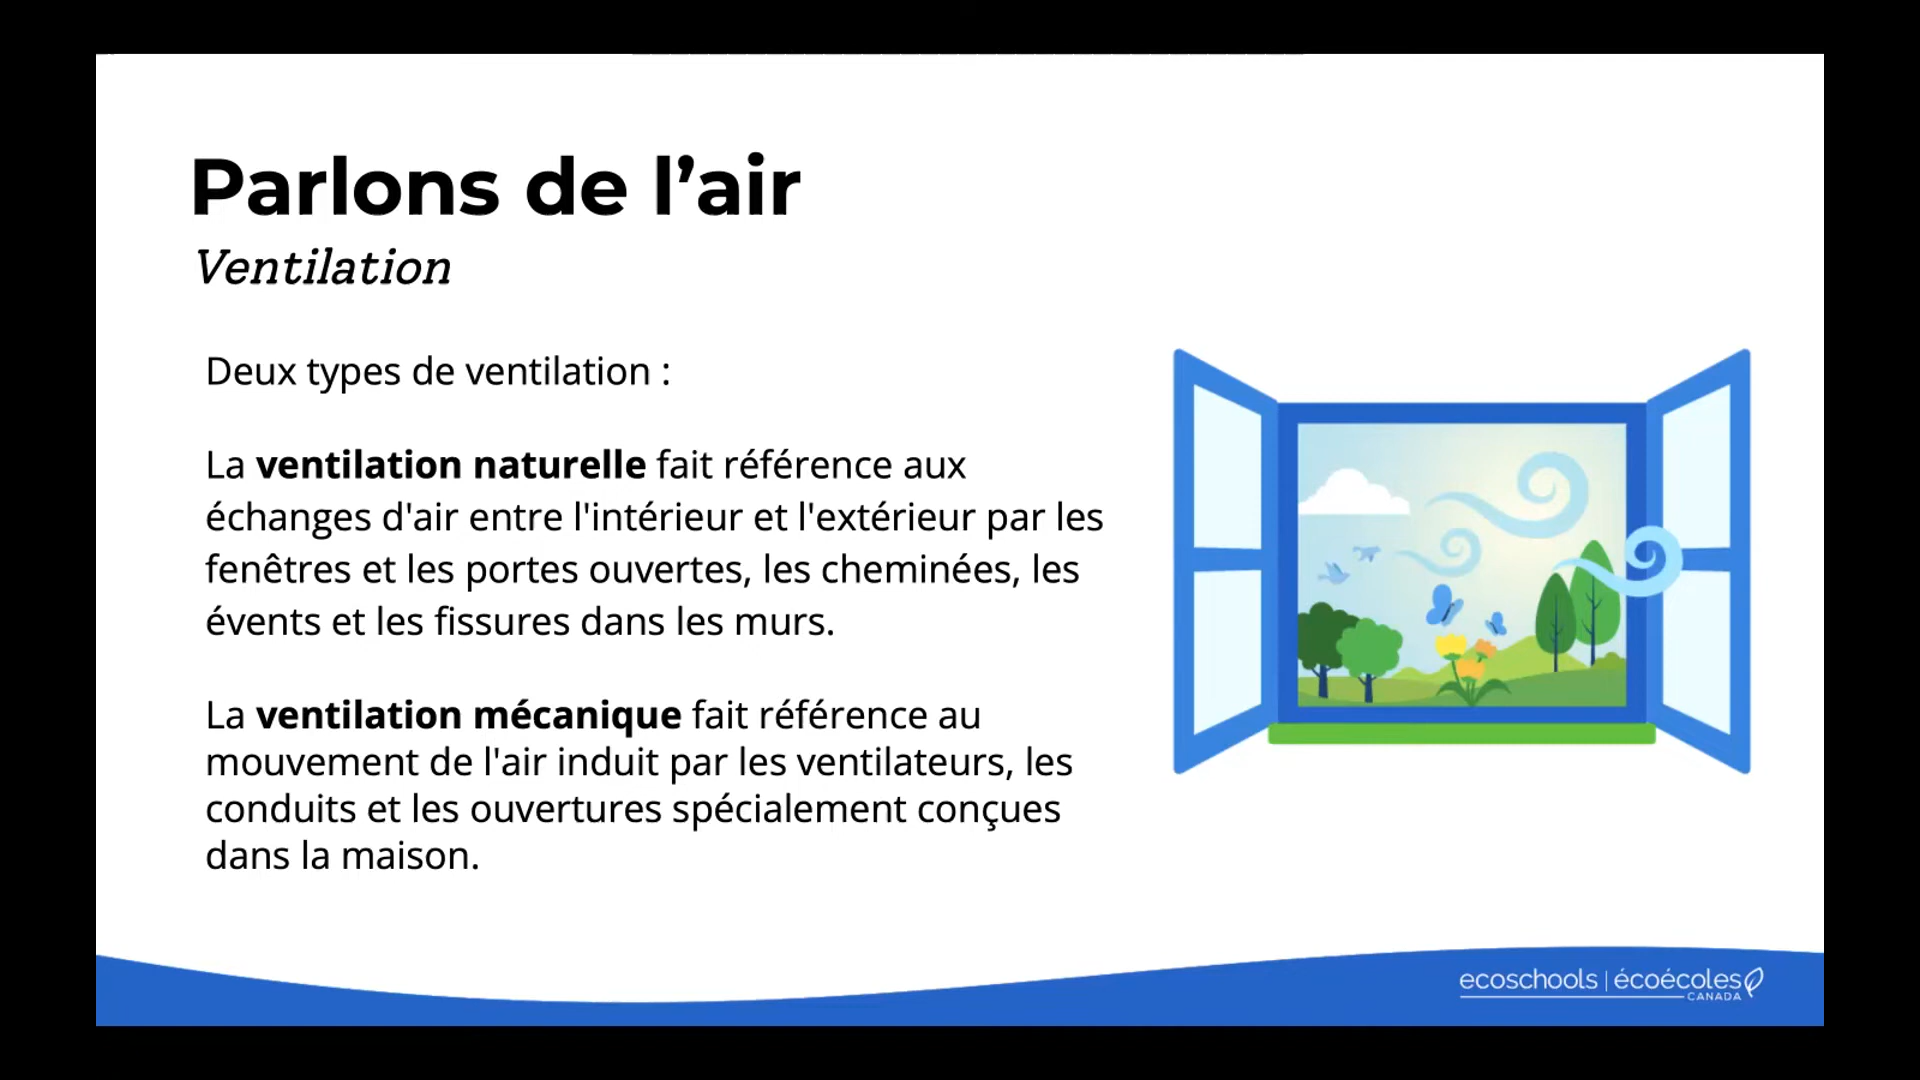 Parlons de l’air
Ventilation
Deux types de ventilation :
La ventilation naturelle fait référence aux
échanges d'air entre l'intérieur et l'extérieur par les
fenêtres et les portes ouvertes, les cheminées, les
évents et les fissures dans les murs.
La ventilation mécanique fait référence au
mouvement de l'air induit par les ventilateurs, les
conduits et les ouvertures spécialement conçues
dans la maison.
ecoschools | écoécoles
CANADA